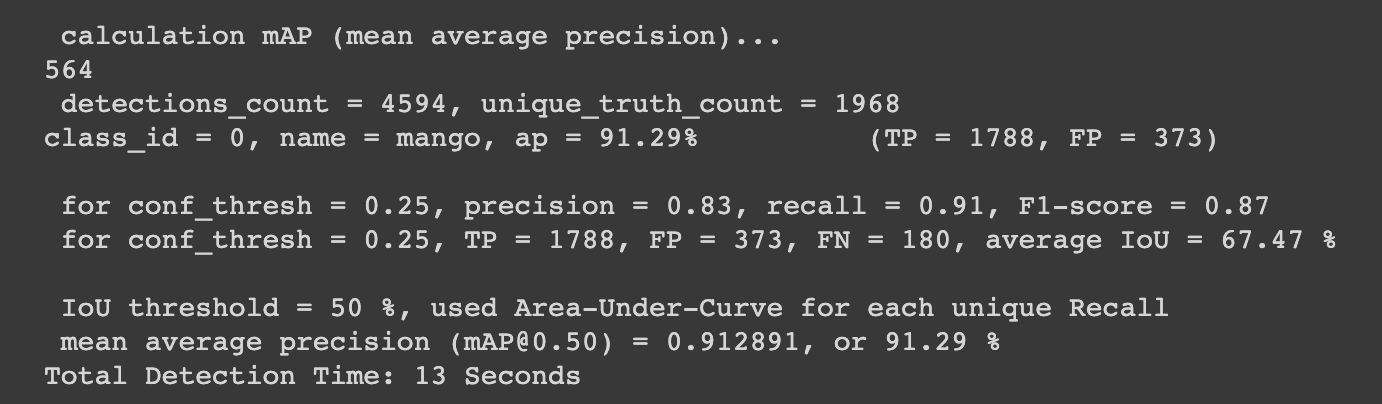 calculation mAP (mean average precision)...
564
detections_count = 4594, unique_truth_count = 1968
class_id = 0, name = mango, ap = 91.29% (TP = 1788, FP = 373)
for conf_thresh = 0.25, precision = 0.83, recall = 0.91, F1-score = 0.87
for conf_thresh = 0.25, TP = 1788, FP = 373, FN = 180, average IoU = 67.47 %
IoU threshold = 50 %, used Area-Under-Curve for each unique Recall
mean average precision (mAP@0.50) = 0.912891, or 91.29 %
Total Detection Time: 13 Seconds